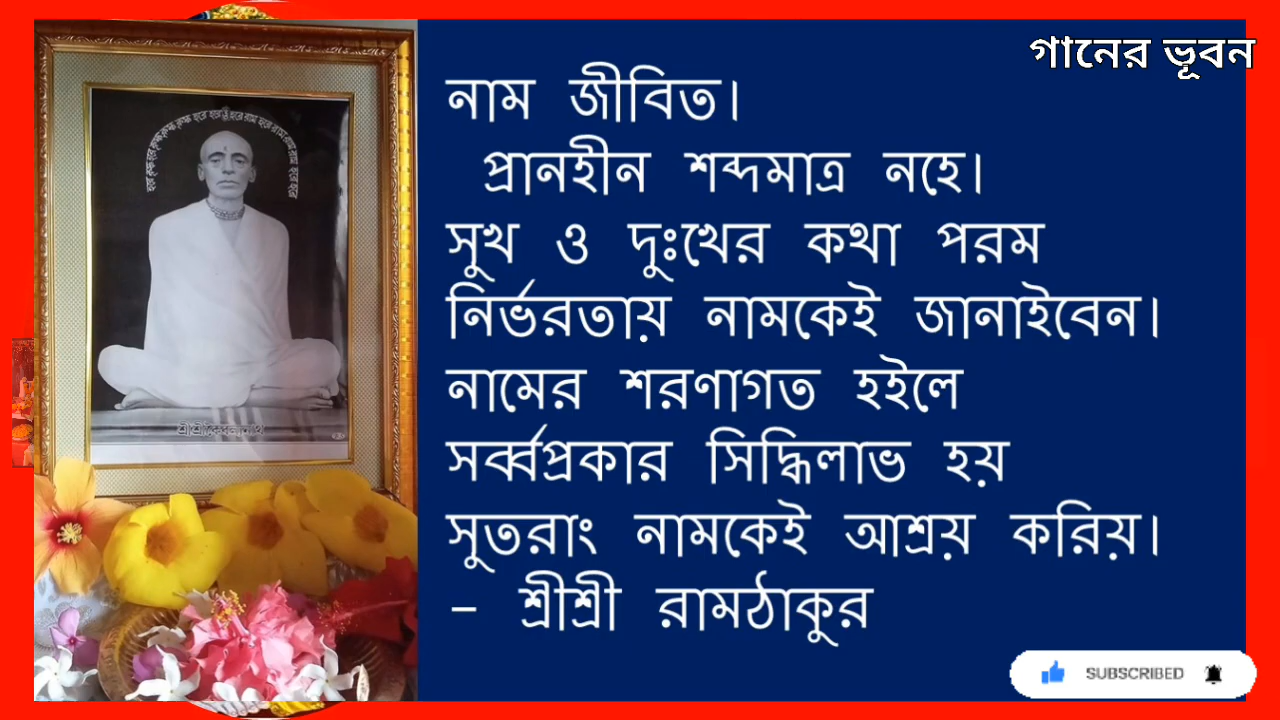 গানের ভূবন
নাম জীবিত।
প্রানহীন শব্দমাত্র নহে।
সুখ ও দুঃখের কথা পরম
নির্ভরতায় নামকেই জানাইবেন।
নামের শরণাগত হইলে
সর্ব্বপ্রকার সিদ্ধিলাভ হয়
সুতরাং নামকেই আশ্রয় করিয়।
– শ্রীশ্রী রামঠাকুর
SUBSCRIBED